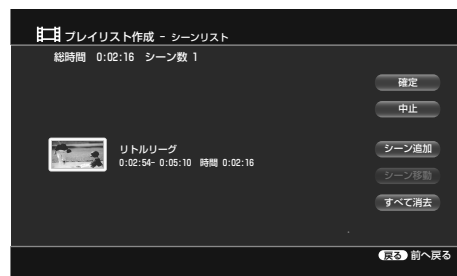 プレイリスト作成 - シーンリスト
総時間 0:02:16 シーン数 1
確定
中止
リトルリーグ
0:02:54- 0:05:10 時間 0:02:16
シーン追加
シーン移動
すべて消去
戻る 前へ戻る